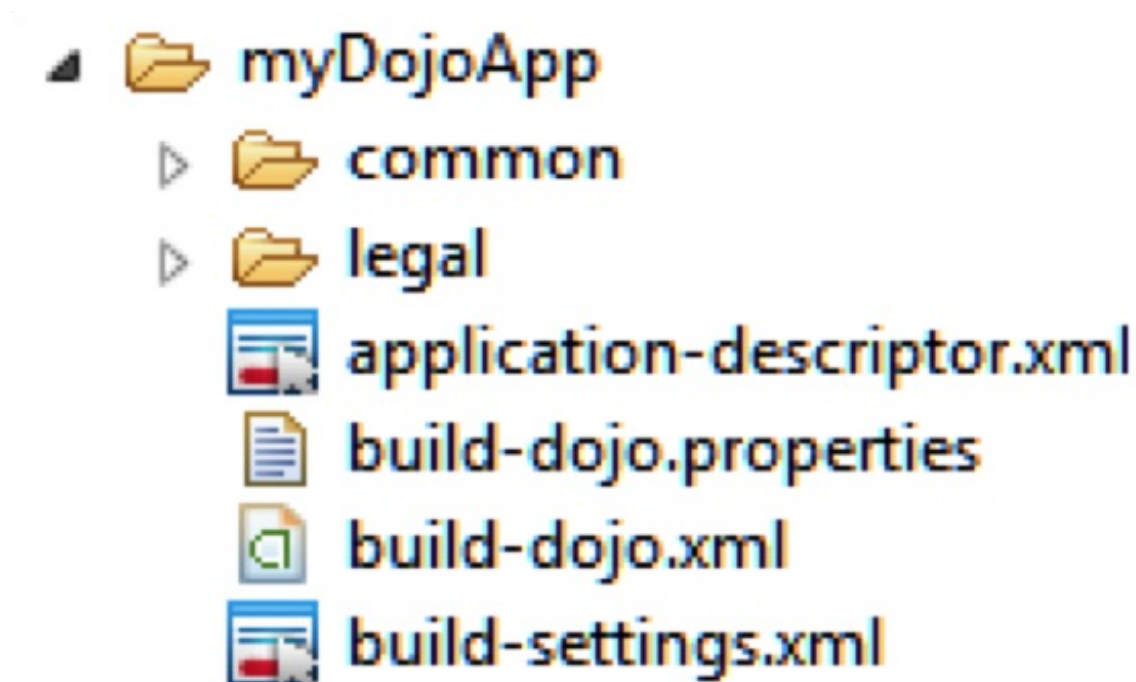 myDojoApp
common
legal
application-descriptor.xml
build-dojo.properties
build-dojo.xml
build-settings.xml